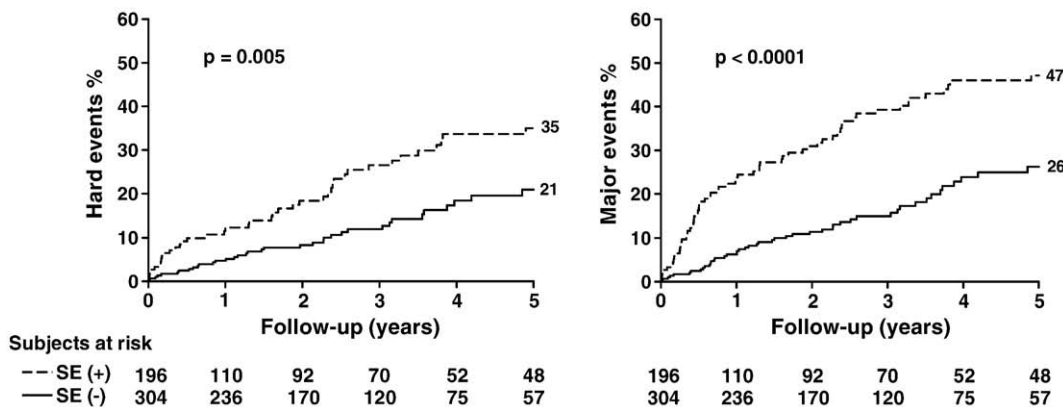 60
50
40
30
20
10
0
Hard events %
p = 0.005
35
21
0 1 2 3 4 5
Follow-up (years)
60
50
40
30
20
10
0
Major events %
p < 0.0001
47
26
0 1 2 3 4 5
Follow-up (years)
Subjects at risk
SE (+) 196 110 92 70 52 48 196 110 92 70 52 48
SE (-) 304 236 170 120 75 57 304 236 170 120 75 57